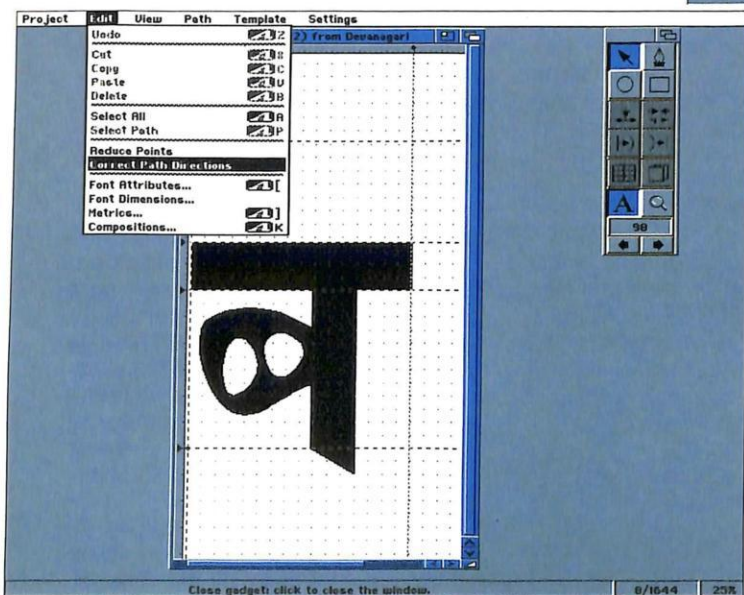 Project Edit View Path Template Settings
2) from Devanagari
Undo Z
Cut X
Copy C
Paste V
Delete B
Select All A
Select Path P
Reduce Points
Correct Path Directions
Font Attributes... [
Font Dimensions...
Metrics... ]
Compositions... K
A
98
ब
Close gadget: click to close the window. 0/1644 25%